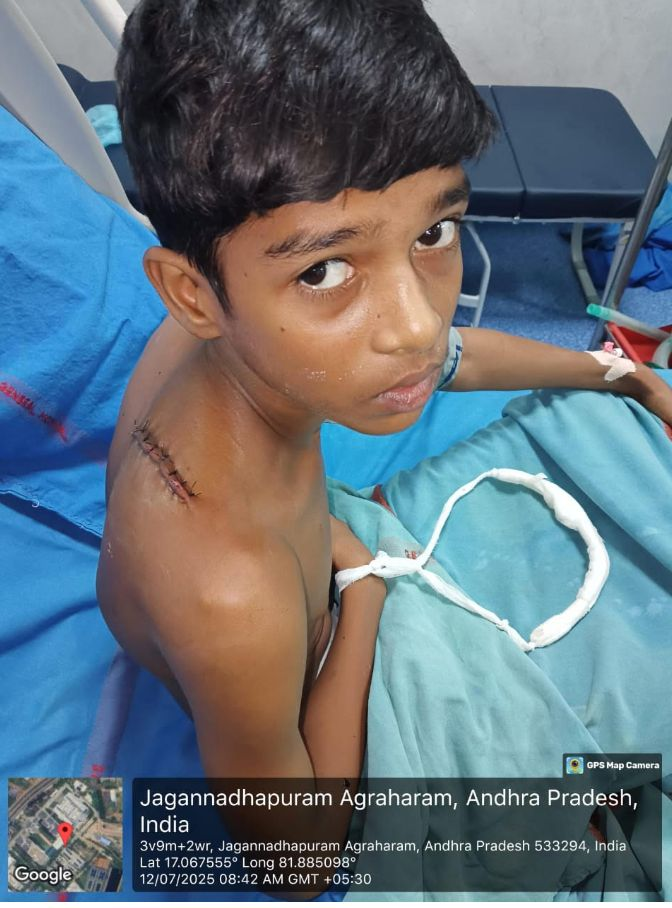 GENERAL
GPS Map Camera
Jagannadhapuram Agraharam, Andhra Pradesh,
India
3v9m+2wr, Jagannadhapuram Agraharam, Andhra Pradesh 533294, India
Lat 17.067555° Long 81.885098°
12/07/2025 08:42 AM GMT +05:30
Google